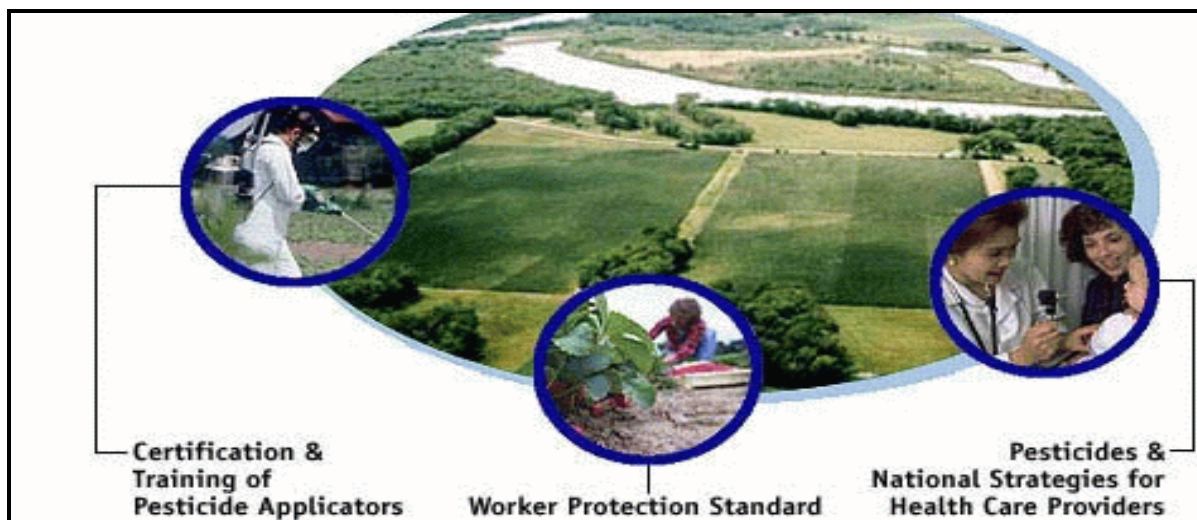 Certification &
Training of
Pesticide Applicators
Worker Protection Standard
Pesticides &
National Strategies for
Health Care Providers